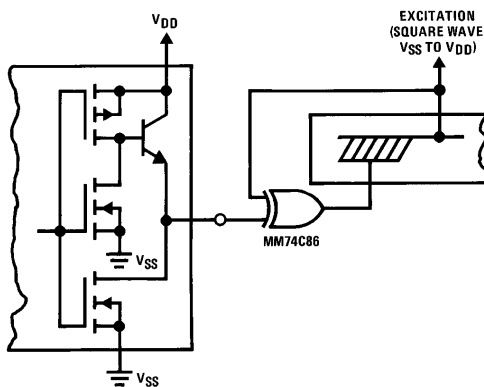 VDD
EXCITATION
(SQUARE WAVE
VSS TO VDD)
MM74C86
VSS
VSS